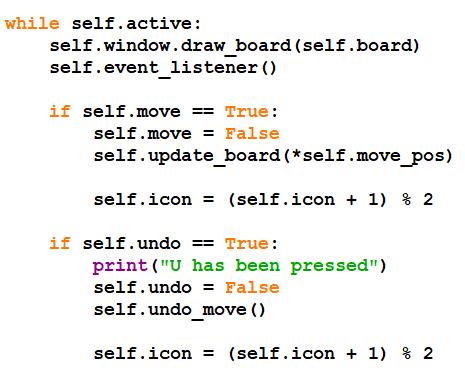 while self.active:
    self.window.draw_board(self.board)
    self.event_listener()

    if self.move == True:
        self.move = False
        self.update_board(*self.move_pos)

        self.icon = (self.icon + 1) % 2

    if self.undo == True:
        print("U has been pressed")
        self.undo = False
        self.undo_move()

        self.icon = (self.icon + 1) % 2